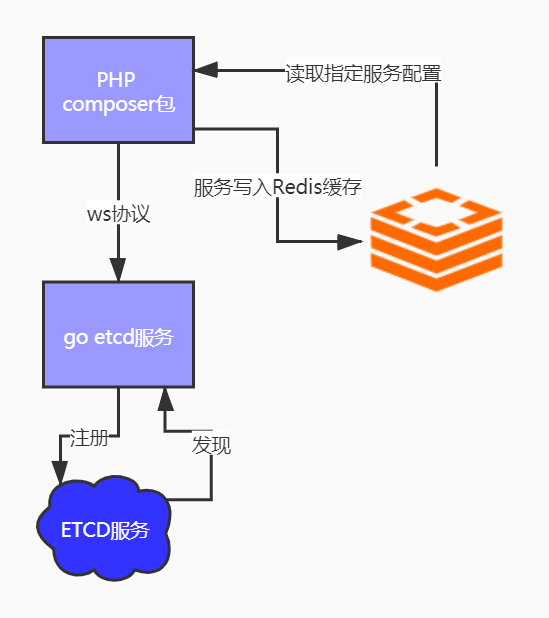 PHP
composer包
读取指定服务配置
服务写入Redis缓存
ws协议
go etcd服务
注册
发现
ETCD服务